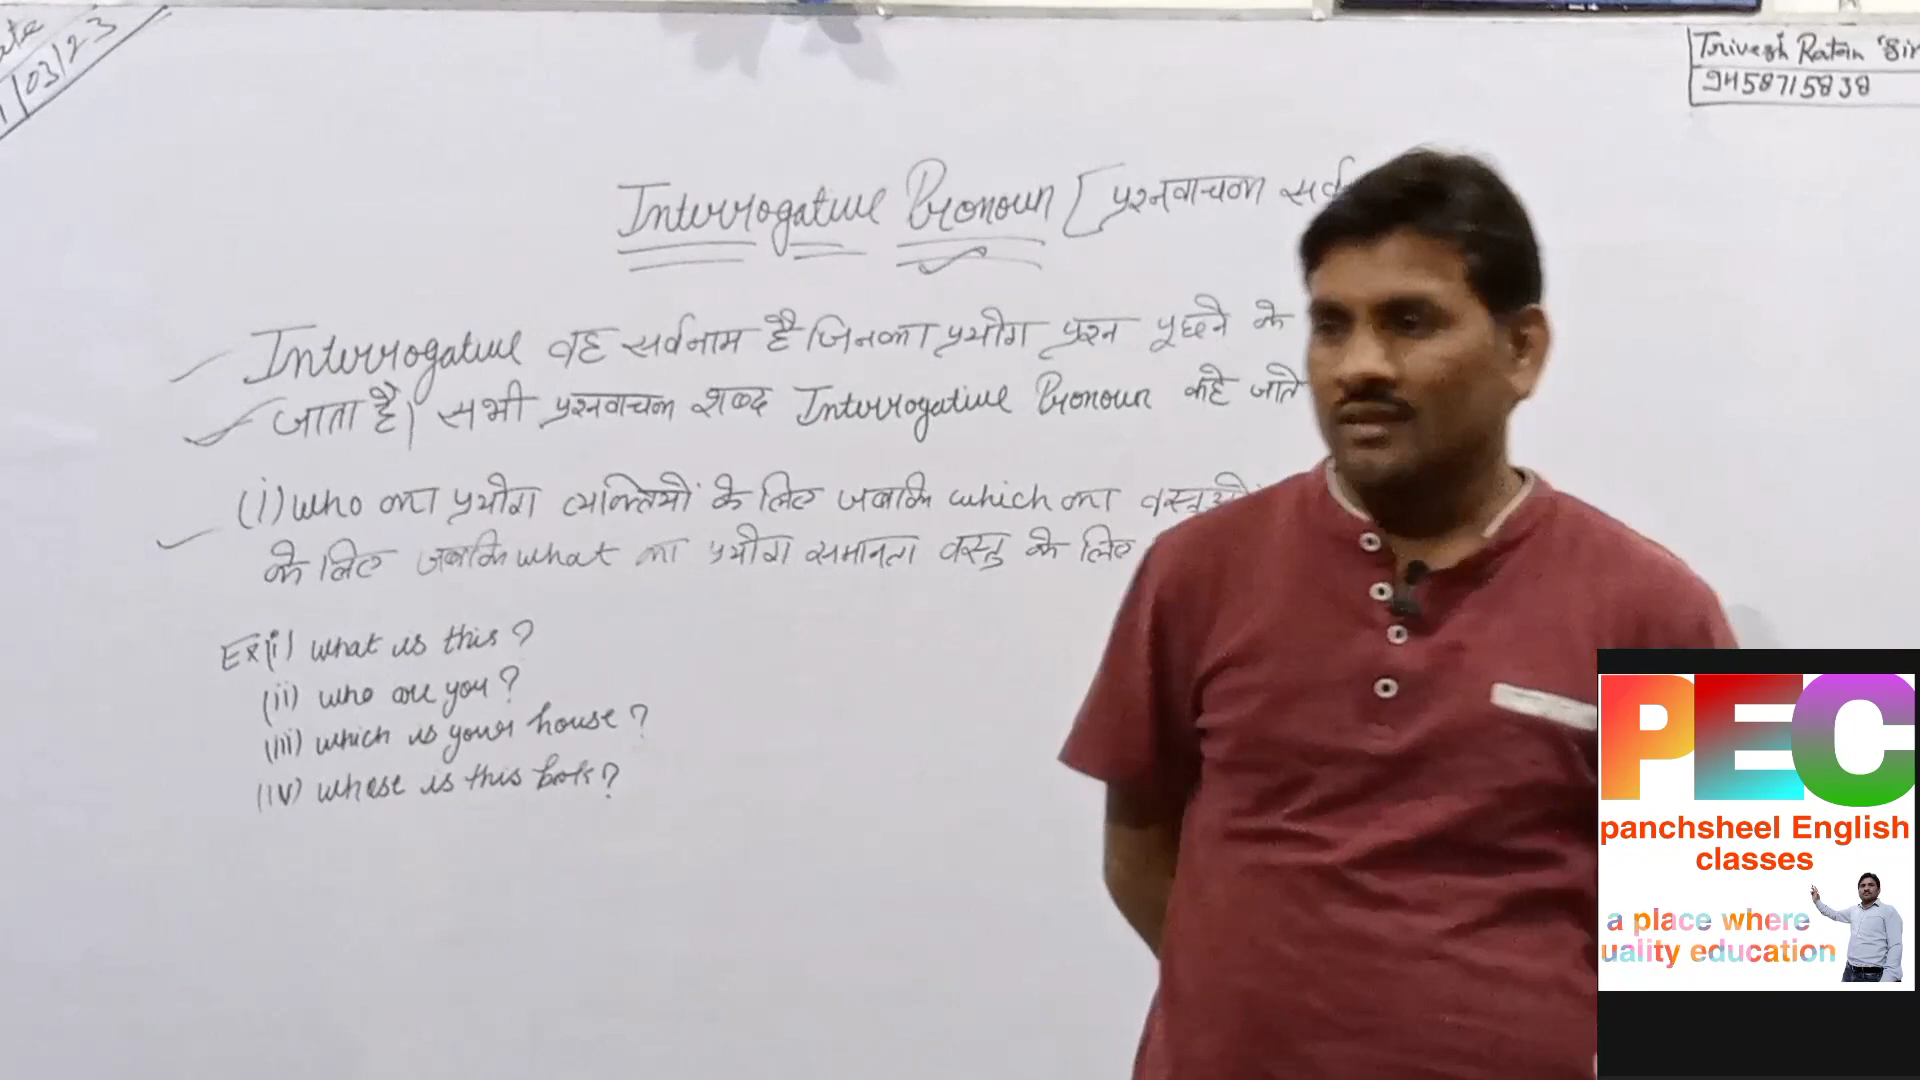 03/23
Trivesh Ratan 'Sir
9458715838
Interrogative Pronoun [प्रश्नवाचक
Interrogative वह सर्वनाम है जिनका प्रयोग प्रश्न पूछने के
जाता है। सभी प्रश्नवाचक शब्द Interrogative Pronoun कहे जाते
(i) who का प्रयोग व्यक्तियों के लिए जबकि which का वस्तुओं
के लिए जबकि what का प्रयोग समानता वस्तु के लिए
Ex(i) what is this?
(ii) who are you?
(iii) which is your house?
(iv) whose is this book?
PEC
panchsheel English
classes
a place where
uality education